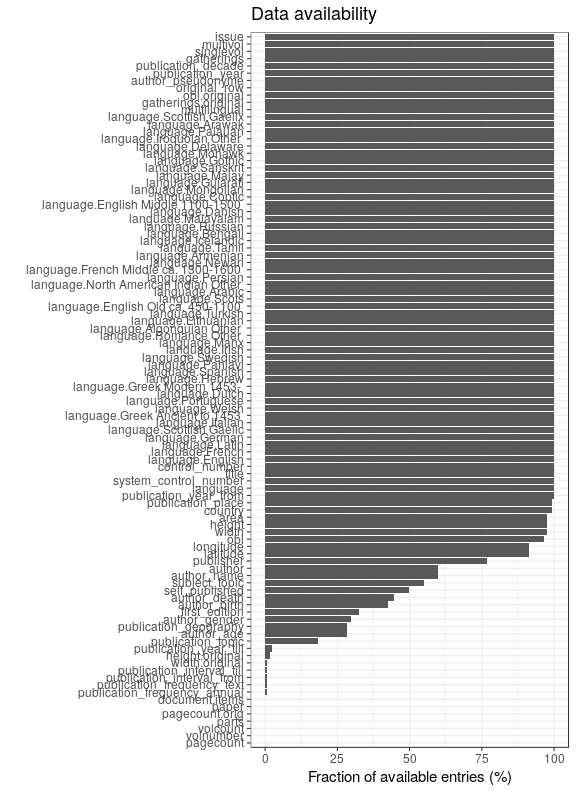 Data availability
issue
multivol
singlevol
gatherings
publication_decade
publication_year
author_pseudonyme
original_row
obl.original
gatherings.original
multilingual
language.Scottish Gaelix
language.Arawak
language.Palauan
language.Iroquoian Other
language.Delaware
language.Mohawk
language.Gothic
language.Sanskrit
language.Malay
language.Gujarati
language.Mongolian
language.Coptic
language.English Middle 1100-1500
language.Danish
language.Malayalam
language.Russian
language.Bengali
language.Icelandic
language.Tamil
language.Armenian
language.Newari
language.French Middle ca. 1300-1600
language.Persian
language.North American Indian Other
language.Arabic
language.Scots
language.English Old ca. 450-1100
language.Turkish
language.Lithuanian
language.Algonquian Other
language.Romance Other
language.Manx
language.Irish
language.Swedish
language.Pahlavi
language.Spanish
language.Hebrew
language.Greek Modern 1453-
language.Dutch
language.Portuguese
language.Welsh
language.Greek Ancient to 1453
language.Italian
language.Scottish Gaelic
language.German
language.Latin
language.French
language.English
control_number
title
system_control_number
language
publication_year_from
publication_place
country
area
height
width
obl
longitude
latitude
publisher
author
author_name
subject_topic
self_published
author_death
author_birth
first_edition
author_gender
publication_geography
author_age
publication_topic
publication_year_till
height.original
width.original
publication_interval_till
publication_interval_from
publication_frequency_text
publication_frequency_annual
document.items
paper
pagecount.orig
parts
volcount
volnumber
pagecount
0 25 50 75 100
Fraction of available entries (%)